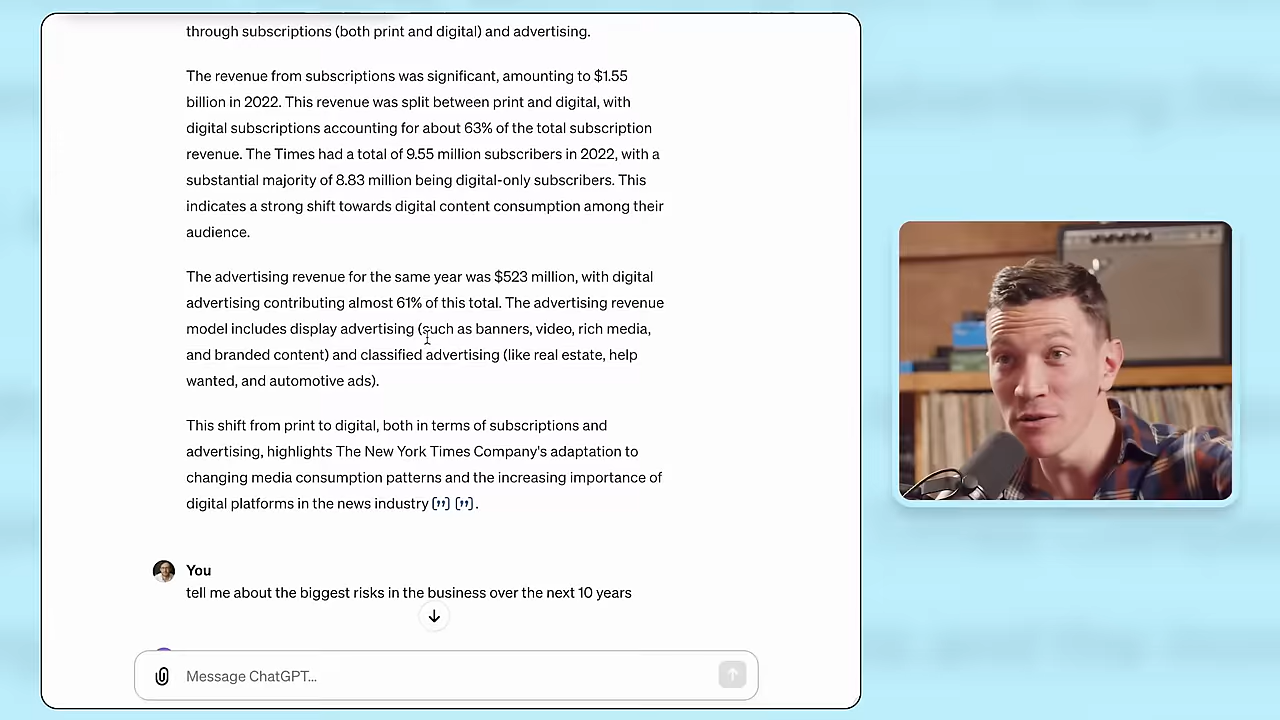 through subscriptions (both print and digital) and advertising.
The revenue from subscriptions was significant, amounting to $1.55
billion in 2022. This revenue was split between print and digital, with
digital subscriptions accounting for about 63% of the total subscription
revenue. The Times had a total of 9.55 million subscribers in 2022, with a
substantial majority of 8.83 million being digital-only subscribers. This
indicates a strong shift towards digital content consumption among their
audience.
The advertising revenue for the same year was $523 million, with digital
advertising contributing almost 61% of this total. The advertising revenue
model includes display advertising (such as banners, video, rich media,
and branded content) and classified advertising (like real estate, help
wanted, and automotive ads).
This shift from print to digital, both in terms of subscriptions and
advertising, highlights The New York Times Company's adaptation to
changing media consumption patterns and the increasing importance of
digital platforms in the news industry ["] ["].
You
tell me about the biggest risks in the business over the next 10 years
Message ChatGPT...